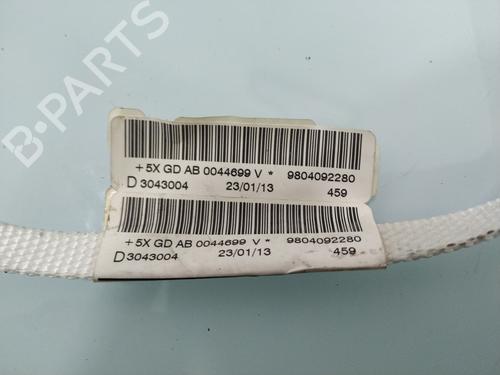 B-PARTS
+5X GD AB 0044699 V * 9804092280
D 3043004 23/01/13 459
+5X GD AB 0044699 V * 9804092280
D 3043004 23/01/13 459